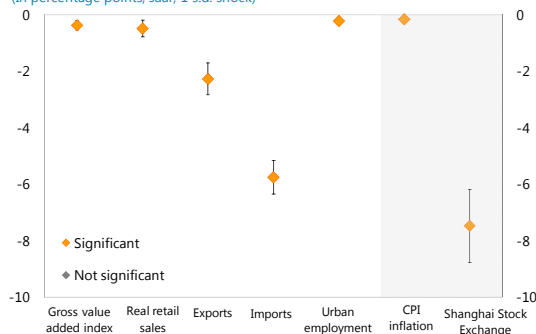 (In percentage points, saar, 1 s.d. shock)
0
-2
-4
-6
-8
-10
0
-2
-4
-6
-8
-10
Significant
Not significant
Gross value
added index
Real retail
sales
Exports
Imports
Urban
employment
CPI
inflation
Shanghai Stock
Exchange